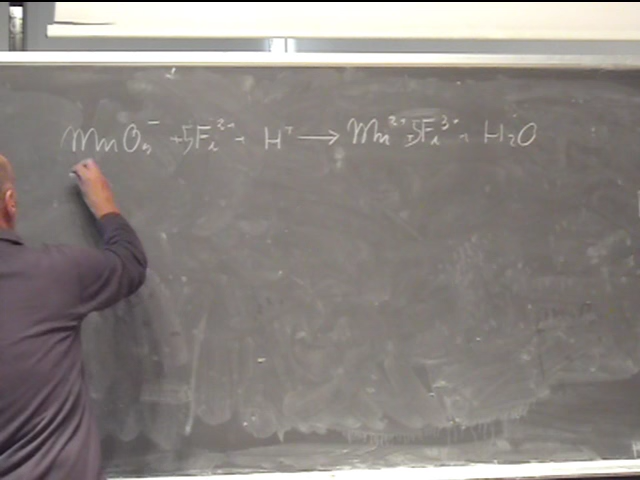 MnO₄⁻ + 5Fe²⁺ + H⁺ → Mn²⁺ + 5Fe³⁺ + H₂O